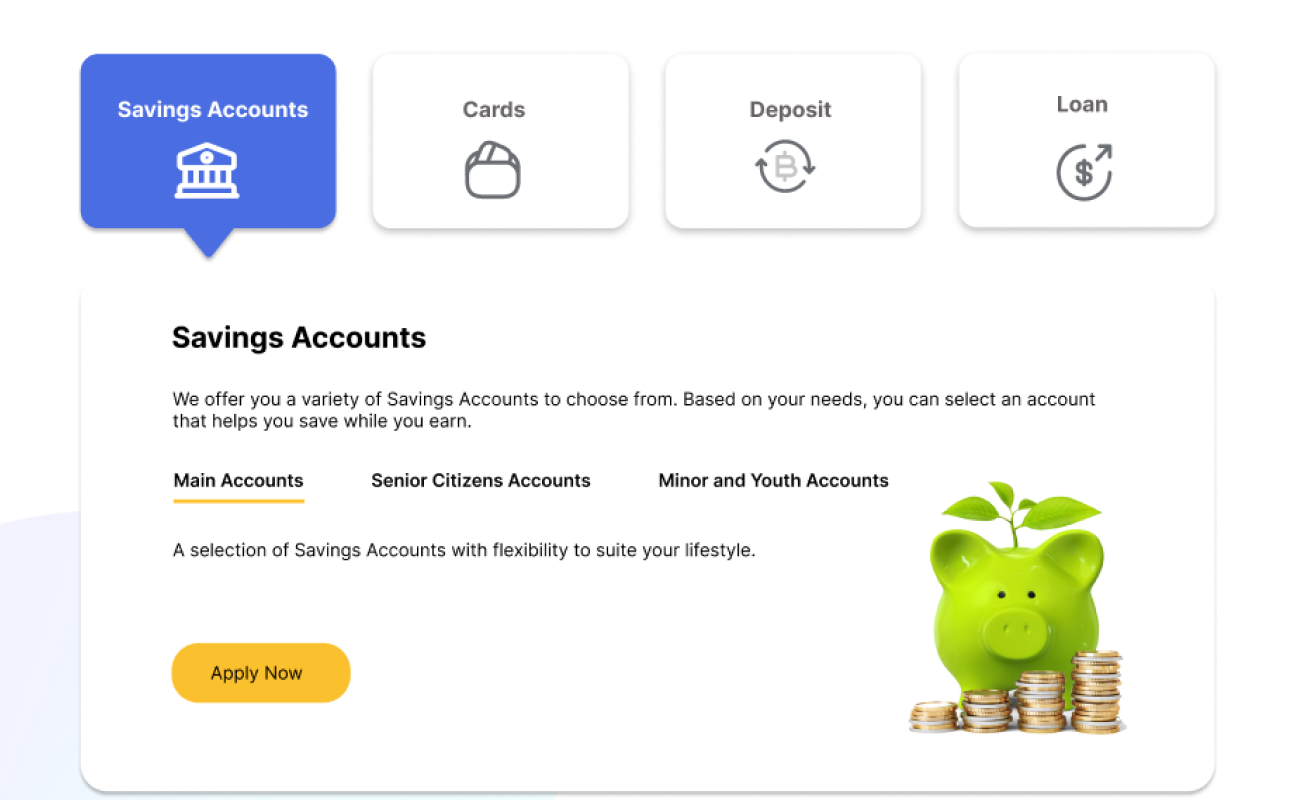 Savings Accounts
Cards
Deposit
Loan
Savings Accounts
We offer you a variety of Savings Accounts to choose from. Based on your needs, you can select an account
that helps you save while you earn.
Main Accounts
Senior Citizens Accounts
Minor and Youth Accounts
A selection of Savings Accounts with flexibility to suite your lifestyle.
Apply Now